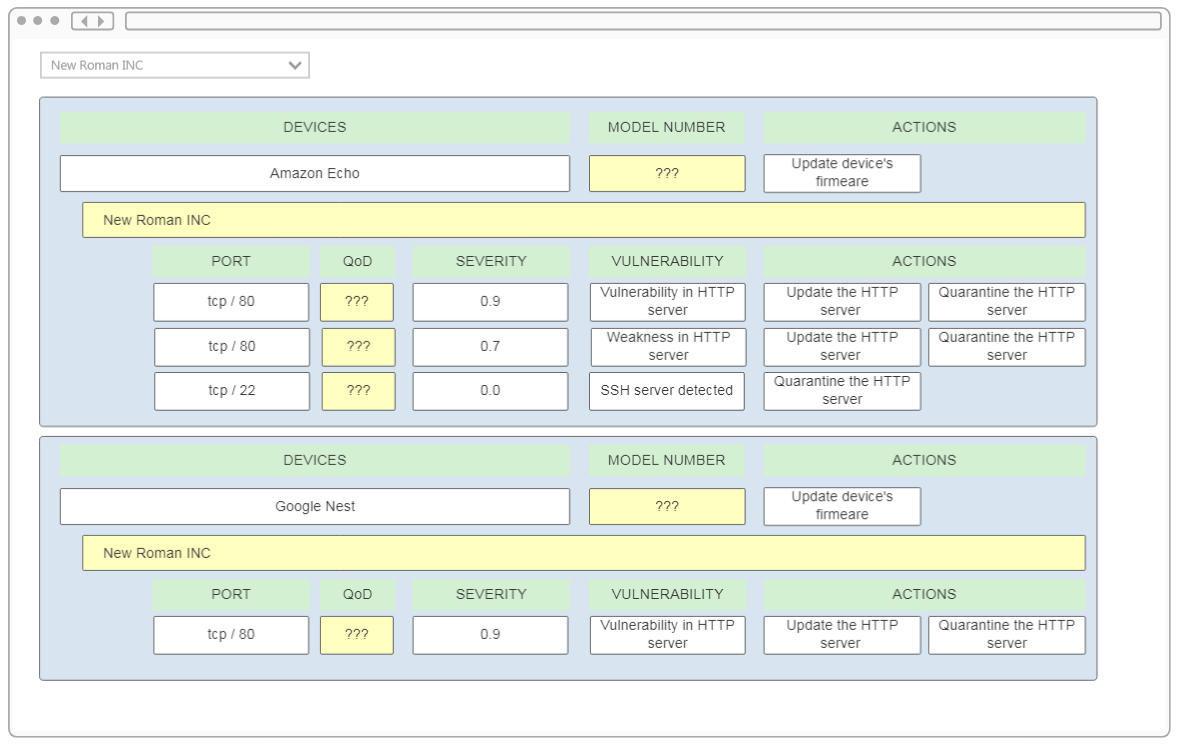 New Roman INC
DEVICES MODEL NUMBER ACTIONS
Amazon Echo ??? Update device's
firmeare
New Roman INC
PORT QoD SEVERITY VULNERABILITY ACTIONS
tcp / 80 ??? 0.9 Vulnerability in HTTP
server Update the HTTP
server Quarantine the HTTP
server
tcp / 80 ??? 0.7 Weakness in HTTP
server Update the HTTP
server Quarantine the HTTP
server
tcp / 22 ??? 0.0 SSH server detected Quarantine the HTTP
server
DEVICES MODEL NUMBER ACTIONS
Google Nest ??? Update device's
firmeare
New Roman INC
PORT QoD SEVERITY VULNERABILITY ACTIONS
tcp / 80 ??? 0.9 Vulnerability in HTTP
server Update the HTTP
server Quarantine the HTTP
server